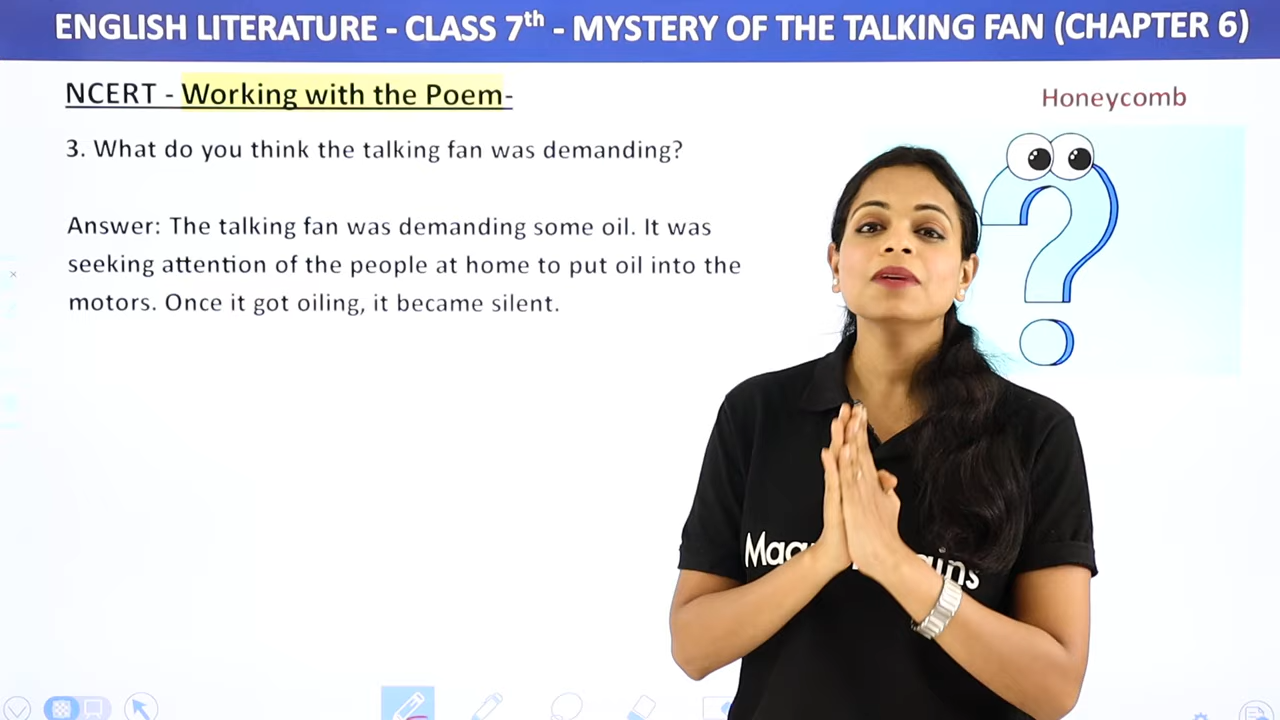 ENGLISH LITERATURE - CLASS 7th - MYSTERY OF THE TALKING FAN (CHAPTER 6)
NCERT - Working with the Poem-
Honeycomb
3. What do you think the talking fan was demanding?
Answer: The talking fan was demanding some oil. It was
seeking attention of the people at home to put oil into the
motors. Once it got oiling, it became silent.